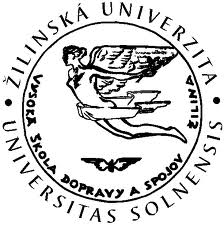 ŽILINSKÁ UNIVERZITA
UNIVERSITAS SOLNENSIS
VYSOKÁ ŠKOLA DOPRAVY A SPOJOV ŽILINA